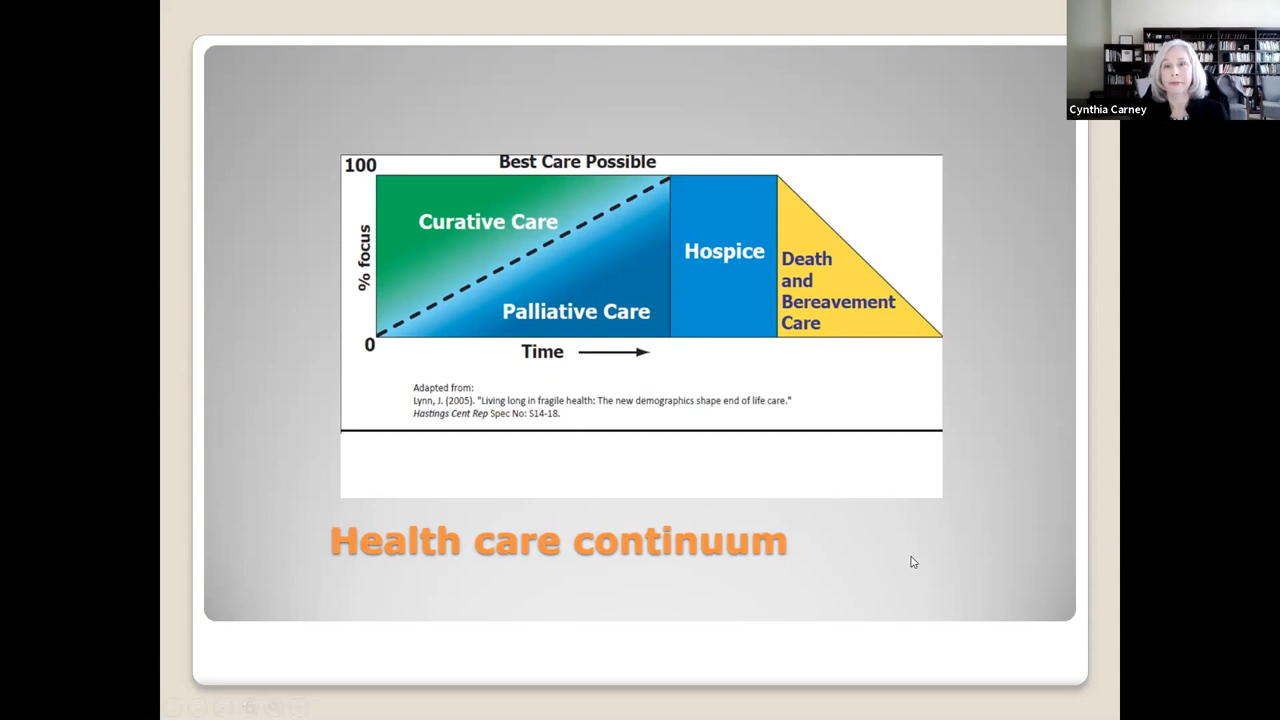 Cynthia Carney
100
Best Care Possible
Curative Care
% focus
Hospice
Death
and
Bereavement
Care
Palliative Care
0
Time
Adapted from:
Lynn, J. (2005). "Living long in fragile health: The new demographics shape end of life care."
Hastings Cent Rep Spec No: S14-18.
Health care continuum